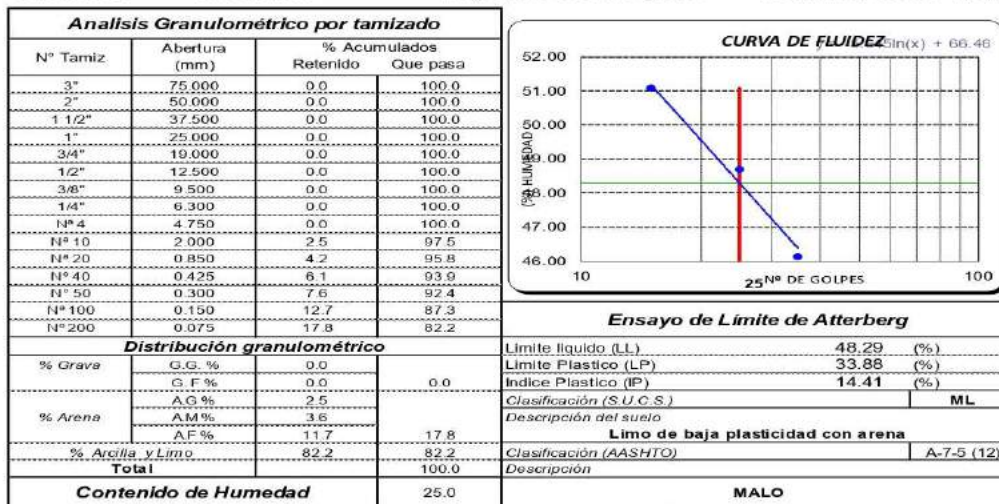 Analisis Granulométrico por tamizado
N° Tamiz Abertura (mm) % Acumulados
Retenido Que pasa
3" 75.000 0.0 100.0
2" 50.000 0.0 100.0
1 1/2" 37.500 0.0 100.0
1" 25.000 0.0 100.0
3/4" 19.000 0.0 100.0
1/2" 12.500 0.0 100.0
3/8" 9.500 0.0 100.0
1/4" 6.300 0.0 100.0
Nª 4 4.750 0.0 100.0
Nª 10 2.000 2.5 97.5
Nª 20 0.850 4.2 95.8
Nª 40 0.425 6.1 93.9
N° 50 0.300 7.6 92.4
Nª 100 0.150 12.7 87.3
N° 200 0.075 17.8 82.2
Distribución granulométrico
% Grava G.G. % 0.0
G. F % 0.0 0.0
% Arena A.G % 2.5
A.M % 3.6
A.F % 11.7 17.8
% Arcilla y Limo 82.2 82.2
Total 100.0
Contenido de Humedad 25.0
CURVA DE FLUIDEZ
ln(x) + 66.46
52.00
51.00
50.00
49.00
48.00
47.00
46.00
(%) HUMEDAD
10 100
25 Nº DE GOLPES
Ensayo de Límite de Atterberg
Limite liquido (LL) 48.29 (%)
Limite Plastico (LP) 33.88 (%)
Indice Plastico (IP) 14.41 (%)
Clasificación (S.U.C.S.) ML
Descripción del suelo
Limo de baja plasticidad con arena
Clasificación (AASHTO) A-7-5 (12)
Descripción
MALO